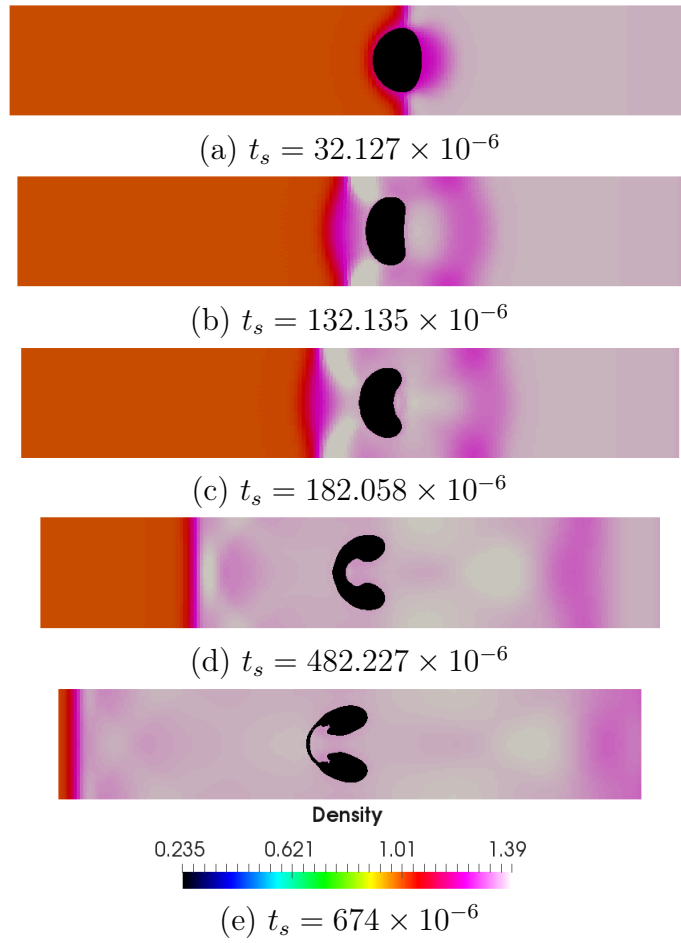 (a) t_s = 32.127 × 10^{-6}
(b) t_s = 132.135 × 10^{-6}
(c) t_s = 182.058 × 10^{-6}
(d) t_s = 482.227 × 10^{-6}
Density
0.235 0.621 1.01 1.39
(e) t_s = 674 × 10^{-6}